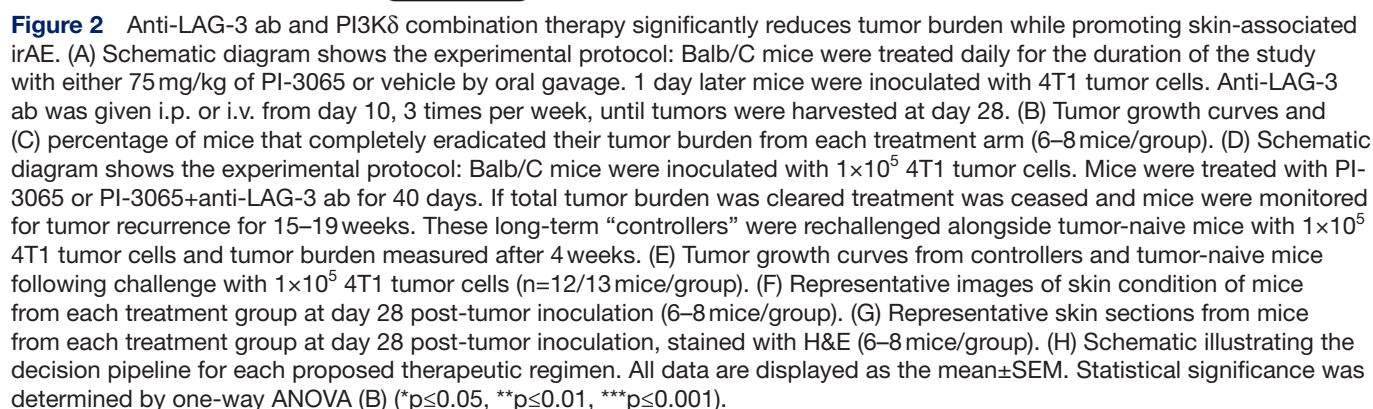 Figure 2 Anti-LAG-3 ab and PI3Kδ combination therapy significantly reduces tumor burden while promoting skin-associated
irAE. (A) Schematic diagram shows the experimental protocol: Balb/C mice were treated daily for the duration of the study
with either 75 mg/kg of PI-3065 or vehicle by oral gavage. 1 day later mice were inoculated with 4T1 tumor cells. Anti-LAG-3
ab was given i.p. or i.v. from day 10, 3 times per week, until tumors were harvested at day 28. (B) Tumor growth curves and
(C) percentage of mice that completely eradicated their tumor burden from each treatment arm (6–8 mice/group). (D) Schematic
diagram shows the experimental protocol: Balb/C mice were inoculated with 1×10⁵ 4T1 tumor cells. Mice were treated with PI-
3065 or PI-3065+anti-LAG-3 ab for 40 days. If total tumor burden was cleared treatment was ceased and mice were monitored
for tumor recurrence for 15–19 weeks. These long-term “controllers” were rechallenged alongside tumor-naive mice with 1×10⁵
4T1 tumor cells and tumor burden measured after 4 weeks. (E) Tumor growth curves from controllers and tumor-naive mice
following challenge with 1×10⁵ 4T1 tumor cells (n=12/13 mice/group). (F) Representative images of skin condition of mice
from each treatment group at day 28 post-tumor inoculation (6–8 mice/group). (G) Representative skin sections from mice
from each treatment group at day 28 post-tumor inoculation, stained with H&E (6–8 mice/group). (H) Schematic illustrating the
decision pipeline for each proposed therapeutic regimen. All data are displayed as the mean±SEM. Statistical significance was
determined by one-way ANOVA (B) (*p≤0.05, **p≤0.01, ***p≤0.001).